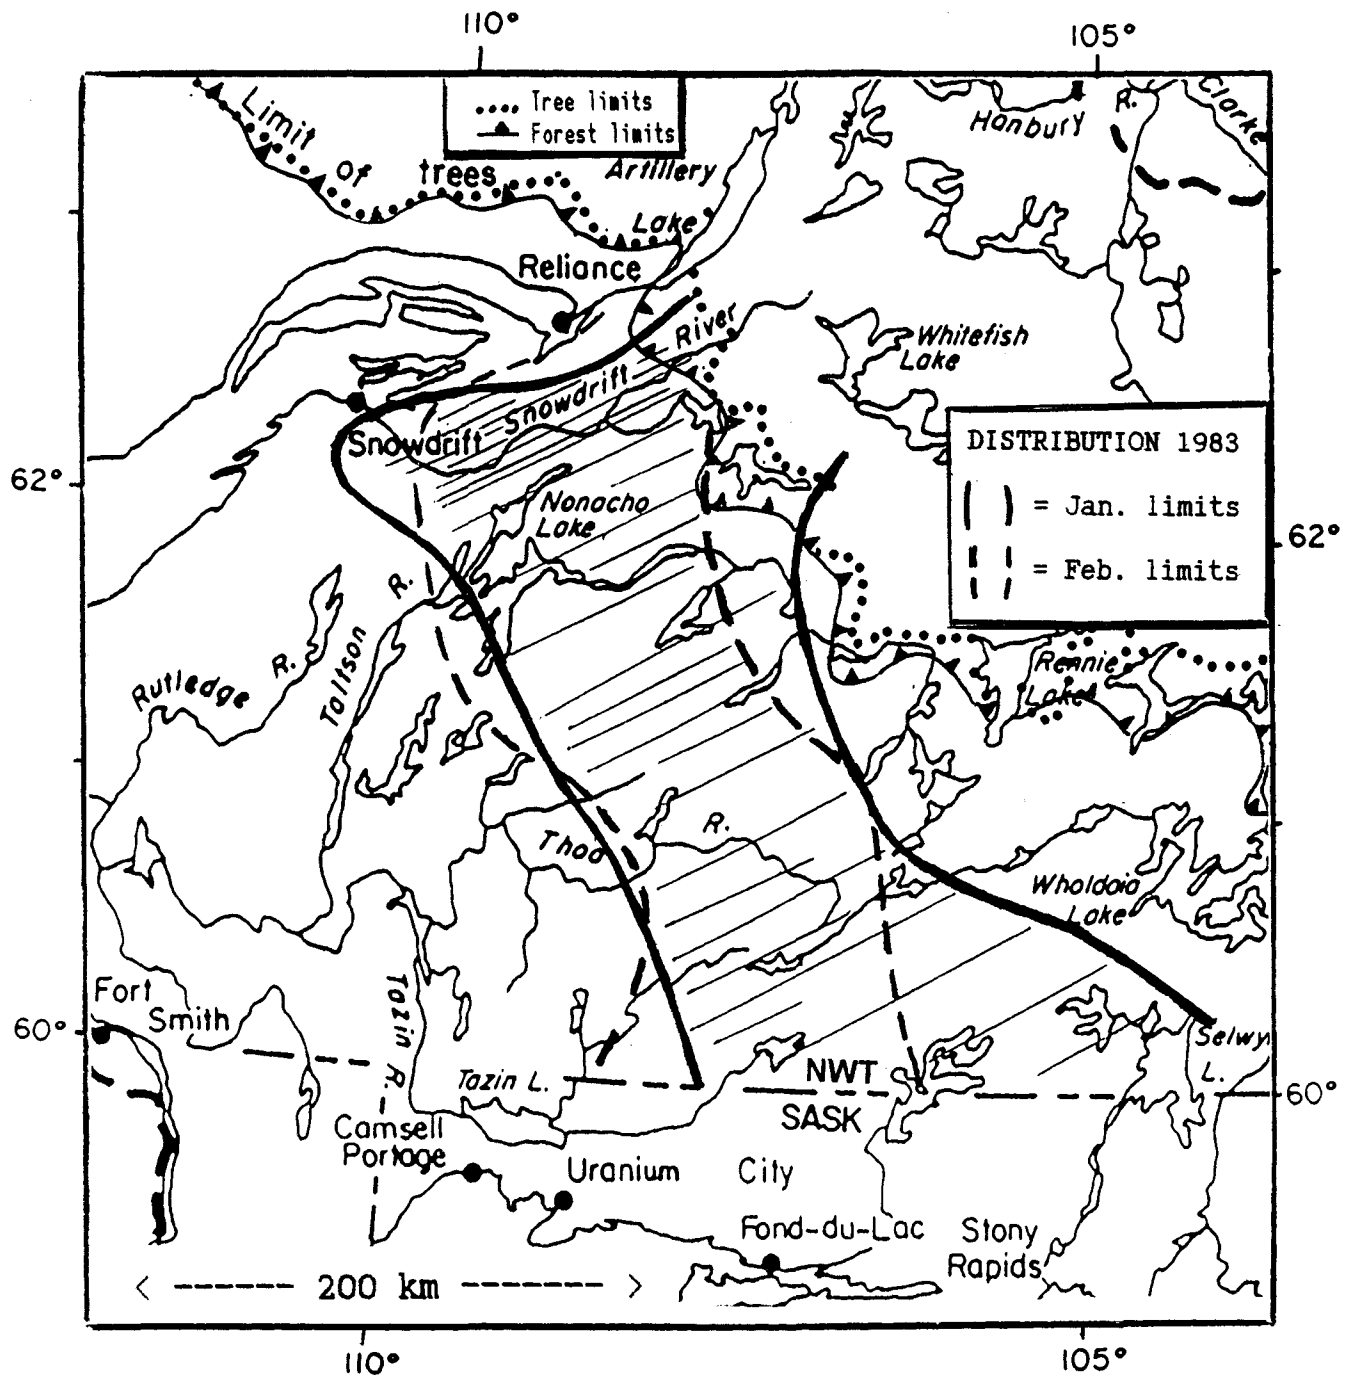 110°
105°
Tree limits
Forest limits
Limit of trees
Artillery
Lake
Hanbury
R.
Clarke
Reliance
River
Snowdrift
Whitefish
Lake
Snowdrift
DISTRIBUTION 1983
= Jan. limits
= Feb. limits
62°
62°
Nonacho
Lake
R.
Taltson
Rutledge
R.
Rennie
Lake
Thoa
R.
Wholdaia
Lake
Fort
Smith
60°
Tazin R.
Tazin L.
NWT
SASK
Selwyn
L.
60°
Camsell
Portage
Uranium City
Fond-du-Lac
Stony
Rapids
200 km
110°
105°